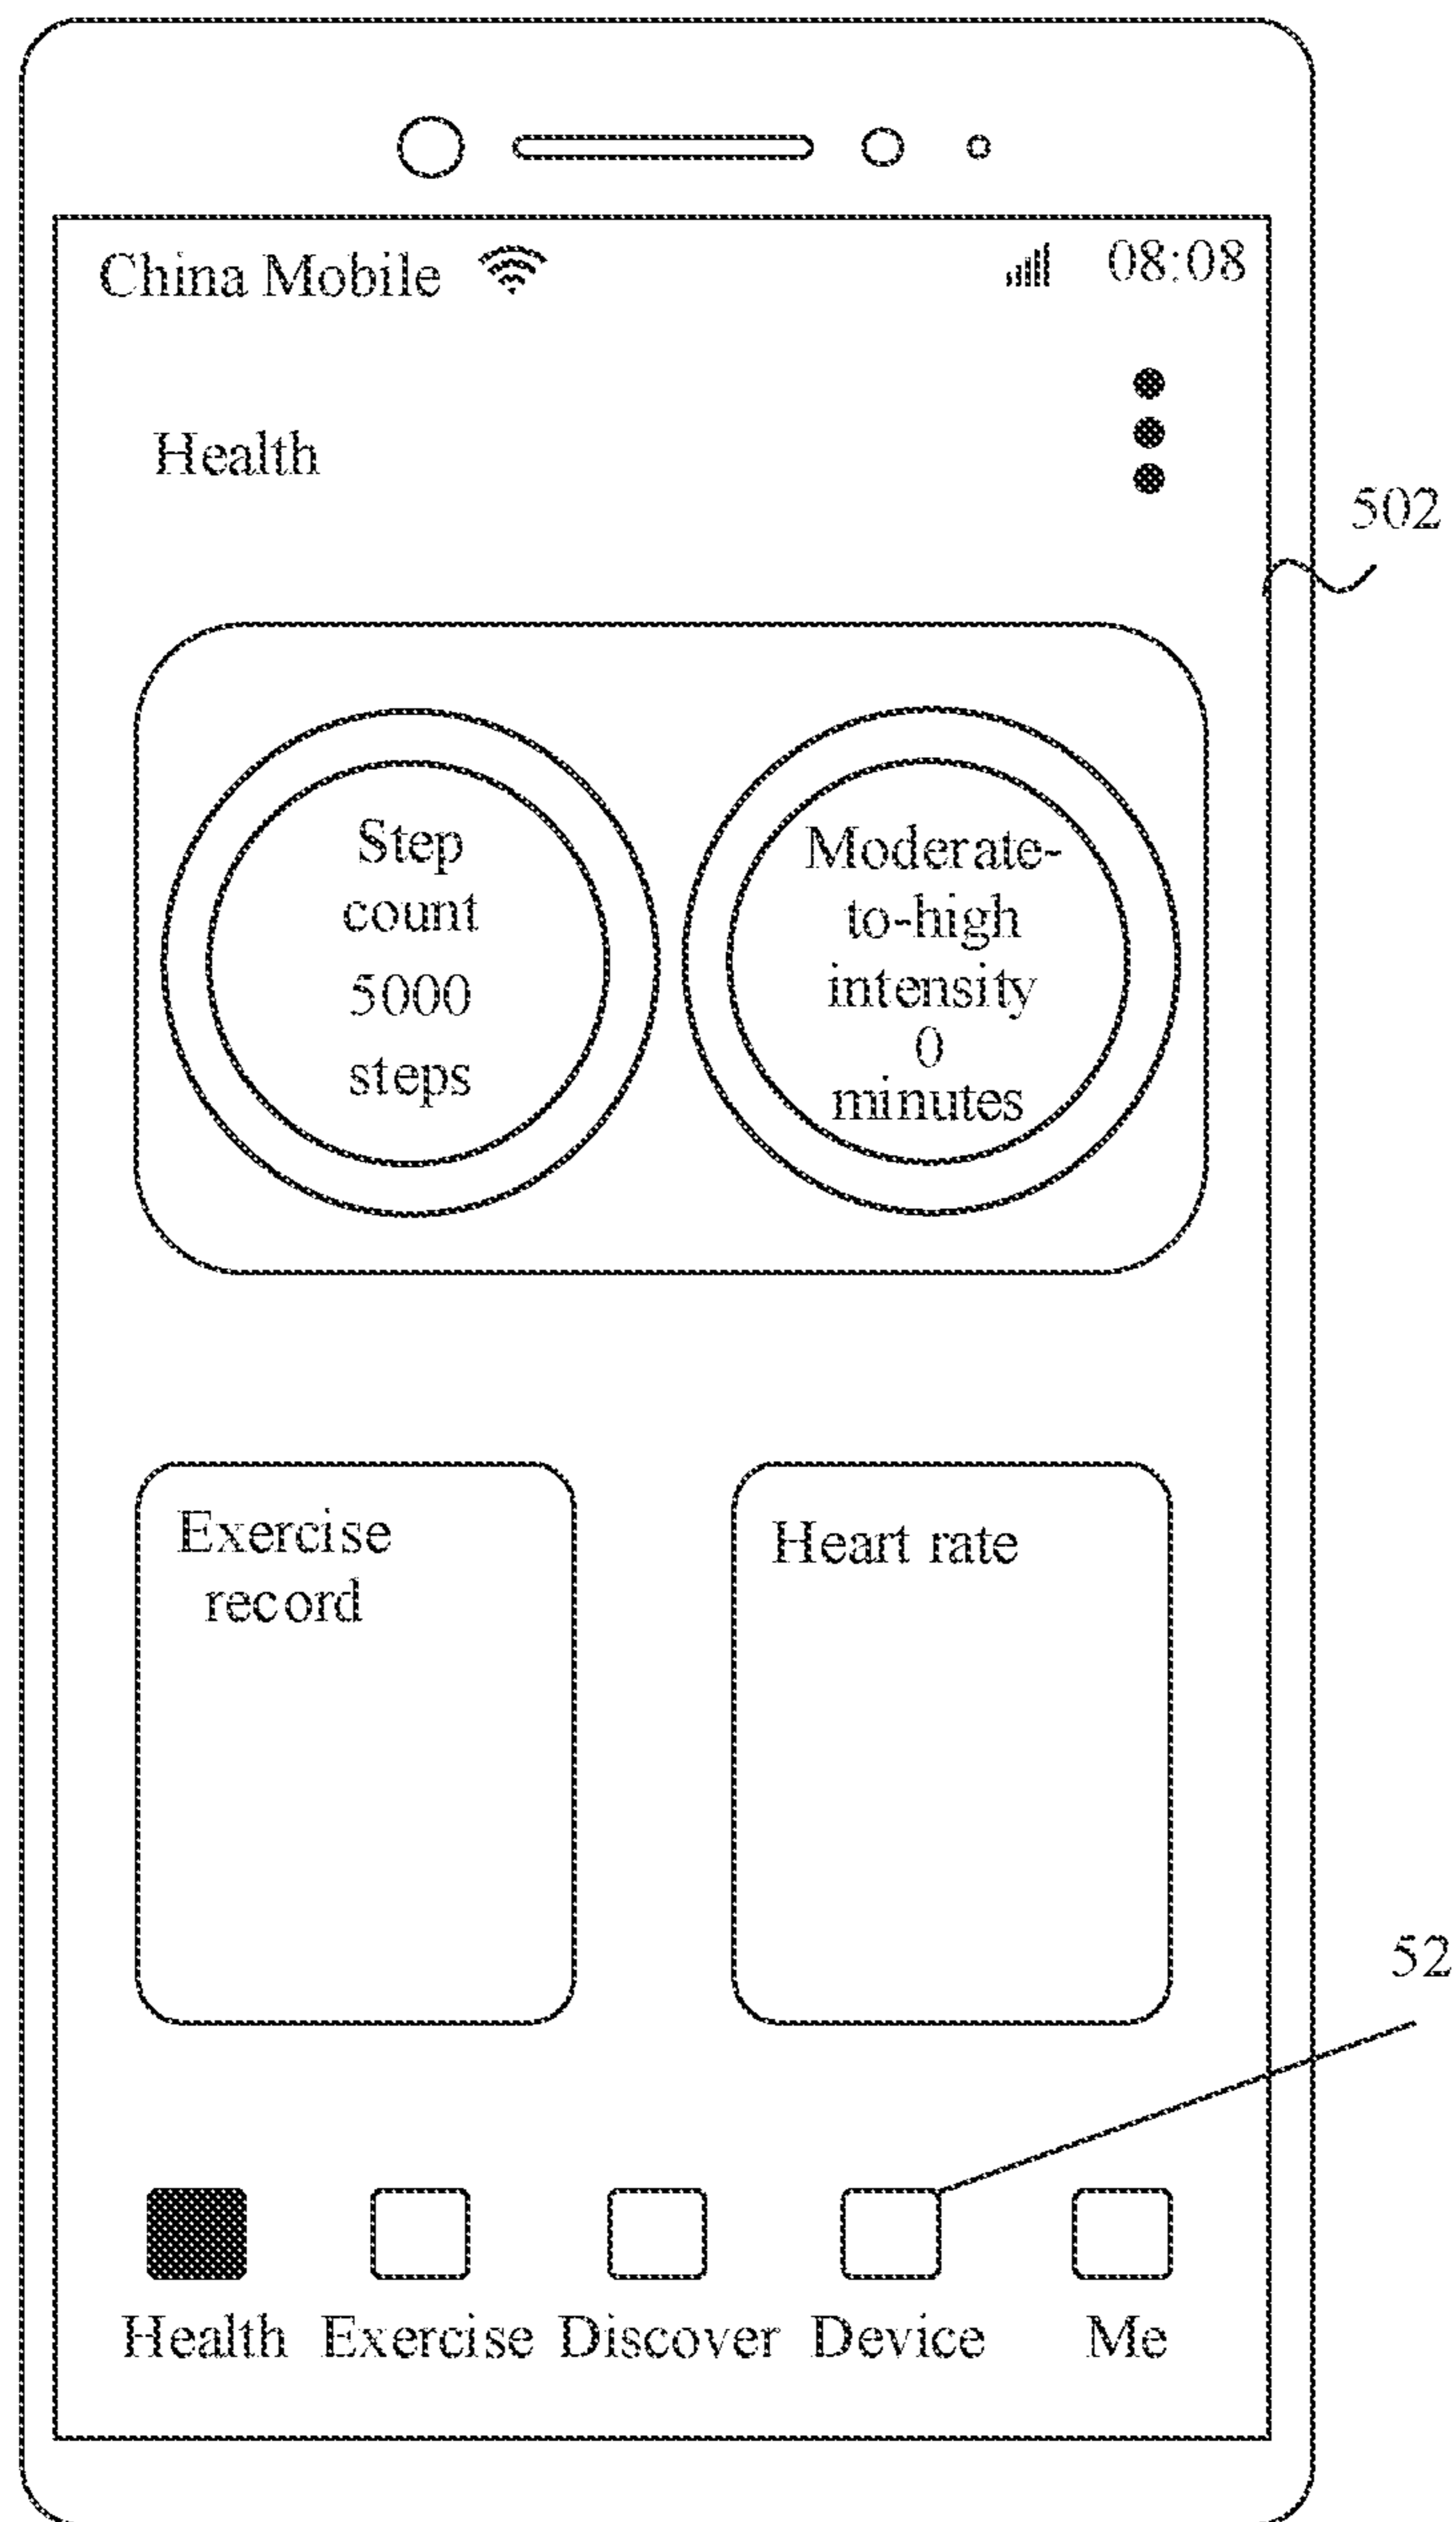 China Mobile 08:08
Health
502
Step
count
5000
steps
Moderate-
to-high
intensity
0
minutes
Exercise
record
Heart rate
52
Health Exercise Discover Device Me